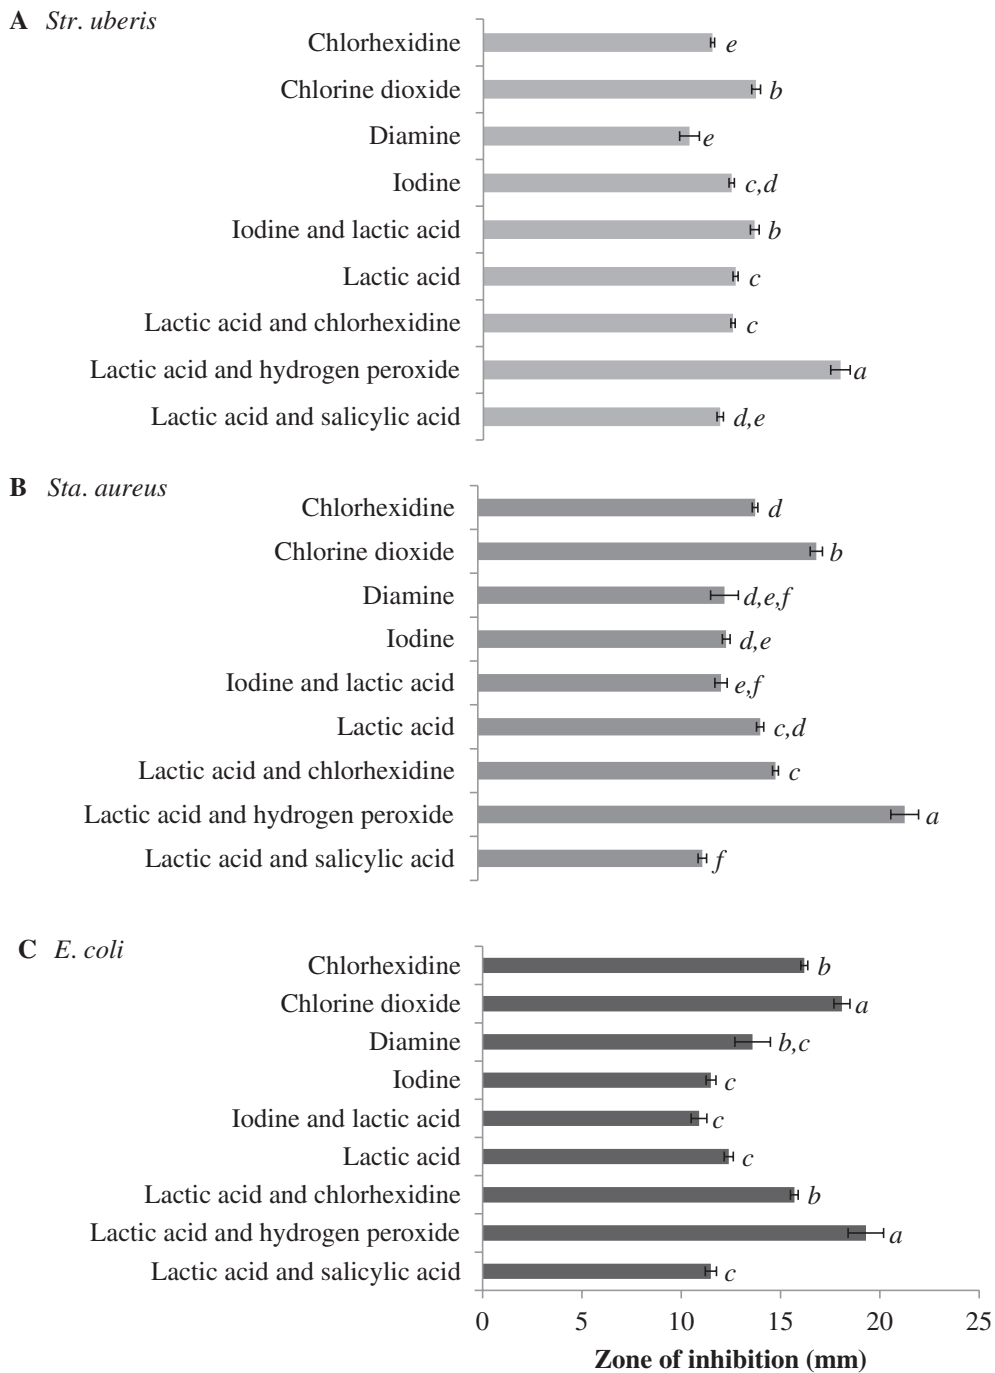 A Str. uberis
Chlorhexidine e
Chlorine dioxide b
Diamine e
Iodine c,d
Iodine and lactic acid b
Lactic acid c
Lactic acid and chlorhexidine c
Lactic acid and hydrogen peroxide a
Lactic acid and salicylic acid d,e
B Sta. aureus
Chlorhexidine d
Chlorine dioxide b
Diamine d,e,f
Iodine d,e
Iodine and lactic acid e,f
Lactic acid c,d
Lactic acid and chlorhexidine c
Lactic acid and hydrogen peroxide a
Lactic acid and salicylic acid f
C E. coli
Chlorhexidine b
Chlorine dioxide a
Diamine b,c
Iodine c
Iodine and lactic acid c
Lactic acid c
Lactic acid and chlorhexidine b
Lactic acid and hydrogen peroxide a
Lactic acid and salicylic acid c
0 5 10 15 20 25
Zone of inhibition (mm)